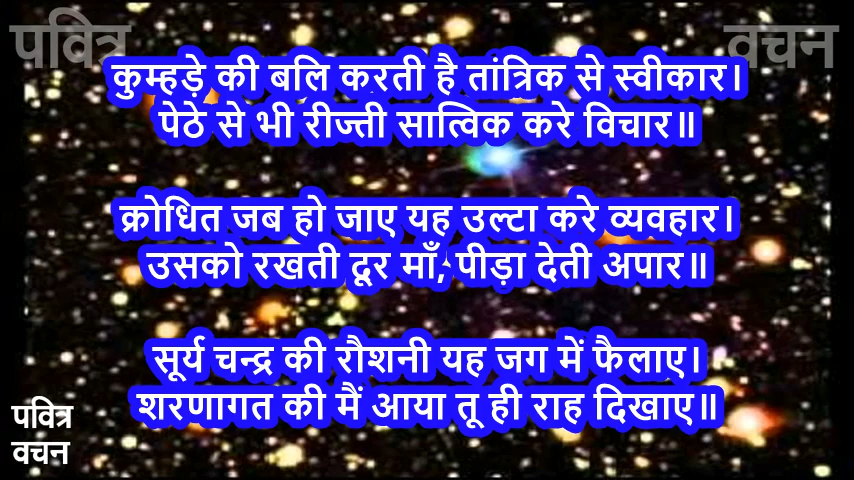 पवित्र वचन
कुम्हड़े की बलि करती है तांत्रिक से स्वीकार।
पेठे से भी रीज्ती सात्विक करे विचार॥
क्रोधित जब हो जाए यह उल्टा करे व्यवहार।
उसको रखती दूर माँ, पीड़ा देती अपार॥
सूर्य चन्द्र की रौशनी यह जग में फैलाए।
शरणागत की मैं आया तू ही राह दिखाए॥
पवित्र
वचन